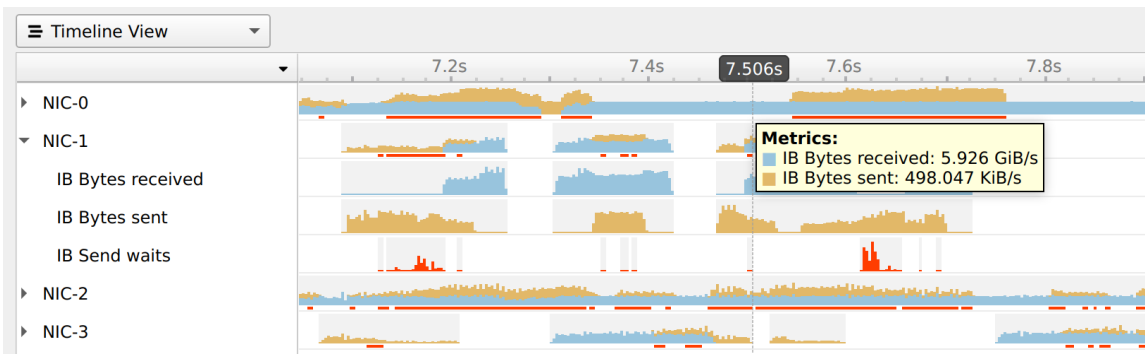 Timeline View
7.2s 7.4s 7.506s 7.6s 7.8s
NIC-0
NIC-1
Metrics:
IB Bytes received: 5.926 GiB/s
IB Bytes sent: 498.047 KiB/s
IB Bytes received
IB Bytes sent
IB Send waits
NIC-2
NIC-3